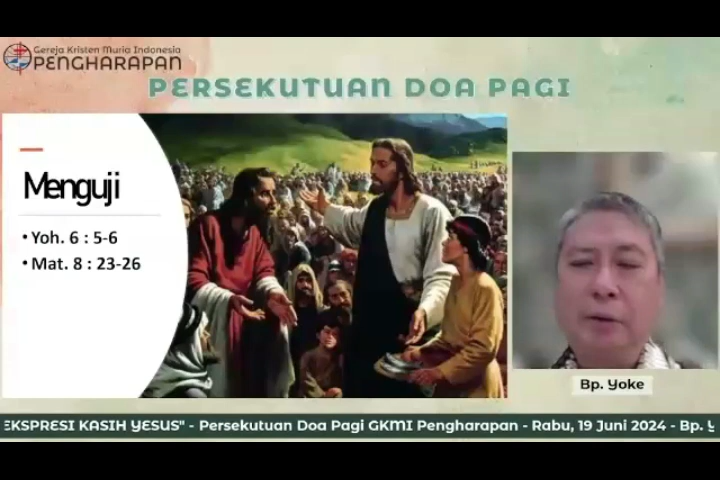 Gereja Kristen Muria Indonesia
PENGHARAPAN
PERSEKUTUAN DOA PAGI
Menguji
• Yoh. 6 : 5-6
• Mat. 8 : 23-26
Bp. Yoke
EKSPRESI KASIH YESUS" - Persekutuan Doa Pagi GKMI Pengharapan - Rabu, 19 Juni 2024 - Bp. Y